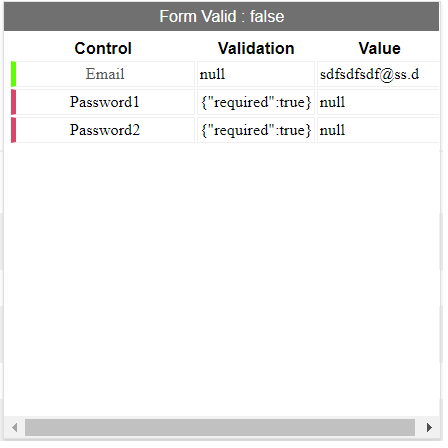 Form Valid : false
Control Validation Value
Email null sdfsdfsdf@ss.d
Password1 {"required":true} null
Password2 {"required":true} null